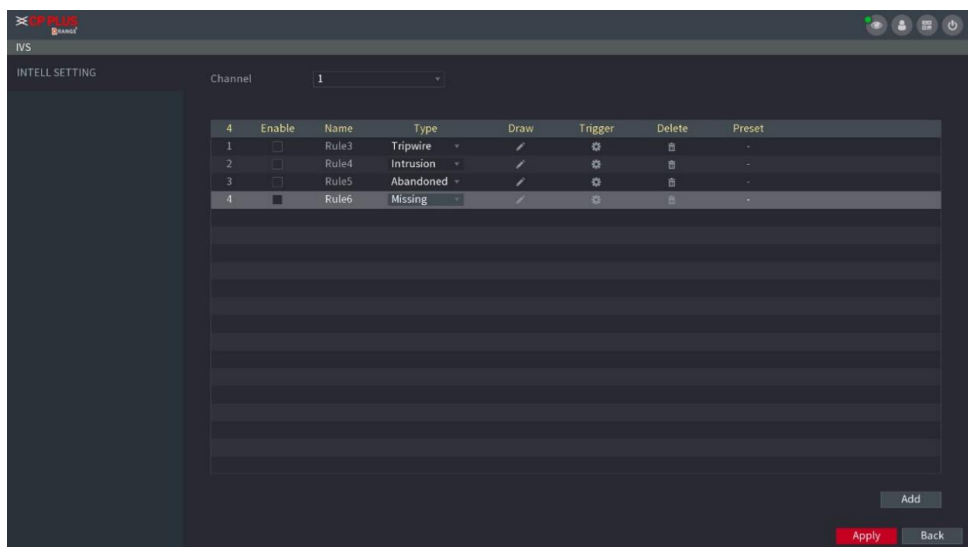 CP PLUS
ORANGE
IVS
INTELL SETTING
Channel 1
4 Enable Name Type Draw Trigger Delete Preset
1 Rule3 Tripwire -
2 Rule4 Intrusion -
3 Rule5 Abandoned -
4 Rule6 Missing -
Add
Apply Back